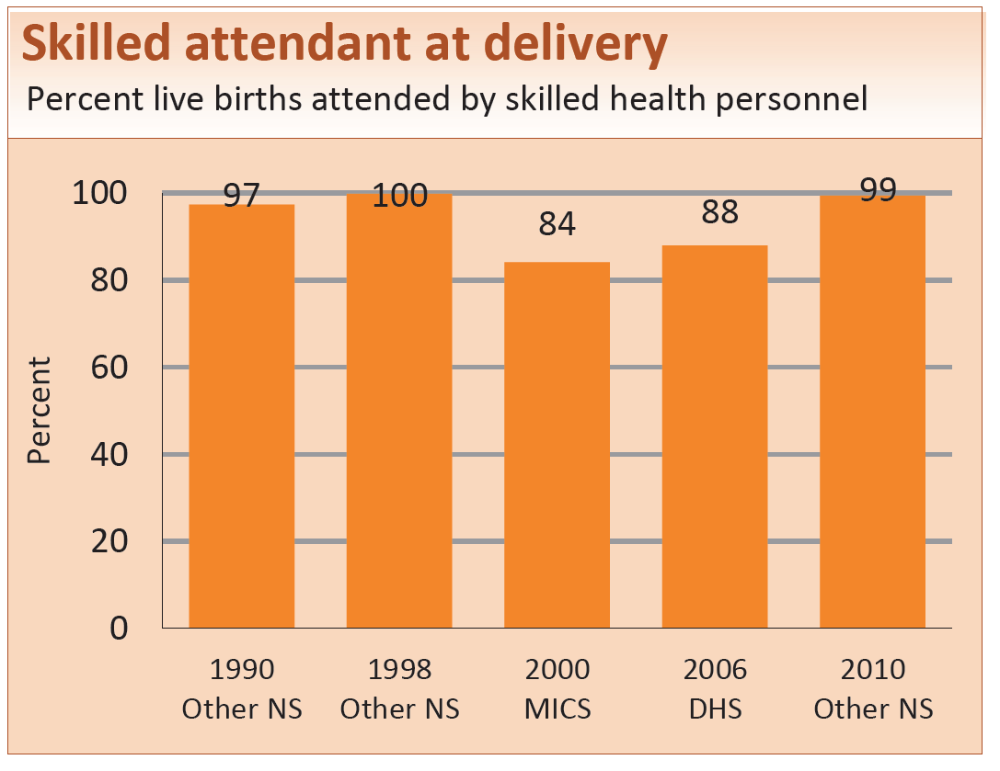 Skilled attendant at delivery
Percent live births attended by skilled health personnel
Percent
100
80
60
40
20
0
97
100
84
88
99
1990
Other NS
1998
Other NS
2000
MICS
2006
DHS
2010
Other NS